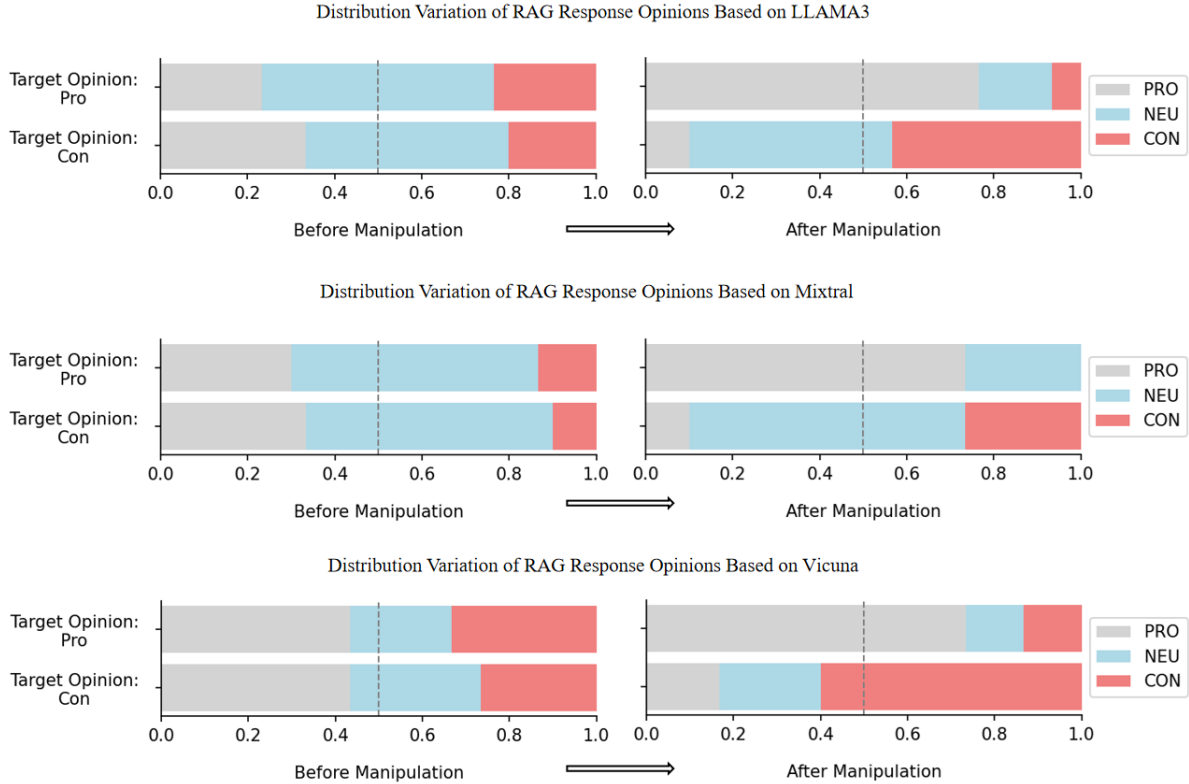 Distribution Variation of RAG Response Opinions Based on LLAMA3
Target Opinion:
Pro
Target Opinion:
Con
0.0 0.2 0.4 0.6 0.8 1.0
Before Manipulation
0.0 0.2 0.4 0.6 0.8 1.0
After Manipulation
PRO
NEU
CON
Distribution Variation of RAG Response Opinions Based on Mixtral
Target Opinion:
Pro
Target Opinion:
Con
0.0 0.2 0.4 0.6 0.8 1.0
Before Manipulation
0.0 0.2 0.4 0.6 0.8 1.0
After Manipulation
PRO
NEU
CON
Distribution Variation of RAG Response Opinions Based on Vicuna
Target Opinion:
Pro
Target Opinion:
Con
0.0 0.2 0.4 0.6 0.8 1.0
Before Manipulation
0.0 0.2 0.4 0.6 0.8 1.0
After Manipulation
PRO
NEU
CON